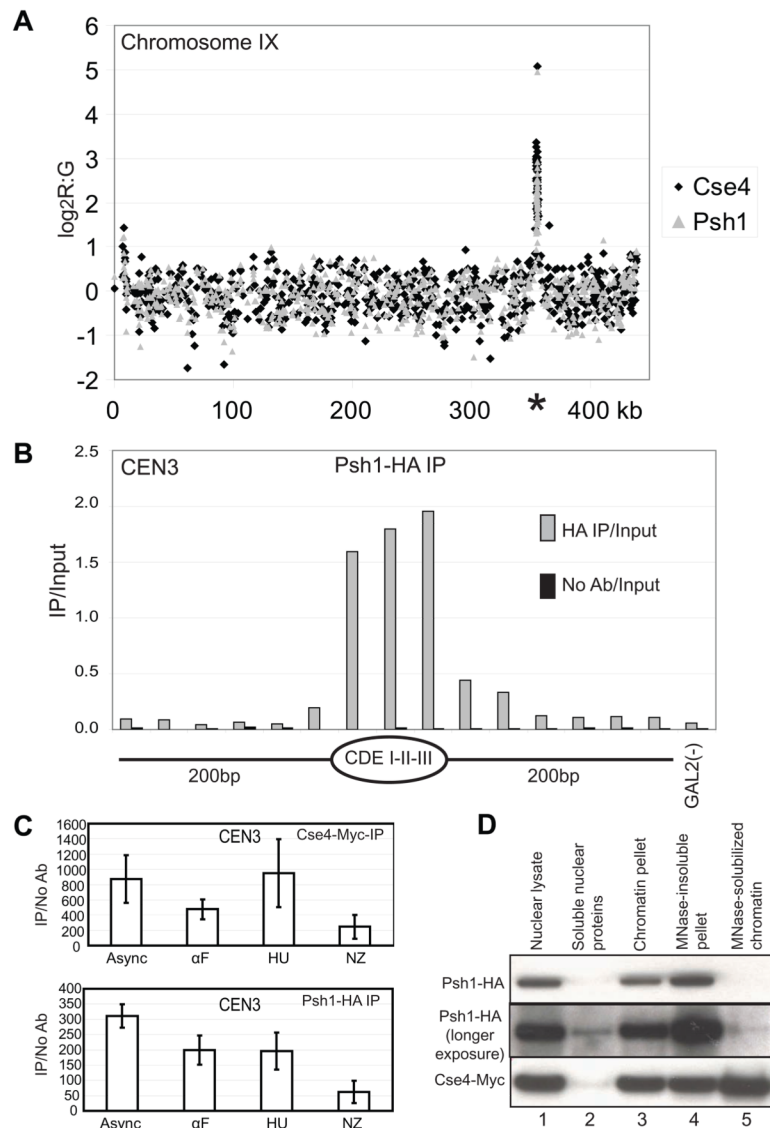 A
Chromosome IX
6
5
4
3
2
1
0
-1
-2
log2R:G
0
100
200
300
*
400 kb
Cse4
Psh1
B
CEN3
Psh1-HA IP
2.5
2.0
1.5
1.0
0.5
0.0
IP/Input
HA IP/Input
No Ab/Input
CDE I-II-III
200bp
200bp
GAL2(-)
C
CEN3
Cse4-Myc-IP
1600
1400
1200
1000
800
600
400
200
0
IP/No Ab
Async
αF
HU
NZ
CEN3
Psh1-HA IP
400
350
300
250
200
150
100
50
0
IP/No Ab
Async
αF
HU
NZ
D
Nuclear lysate
Soluble nuclear
proteins
Chromatin pellet
MNase-insoluble
pellet
MNase-solubilized
chromatin
Psh1-HA
Psh1-HA
(longer
exposure)
Cse4-Myc
1
2
3
4
5